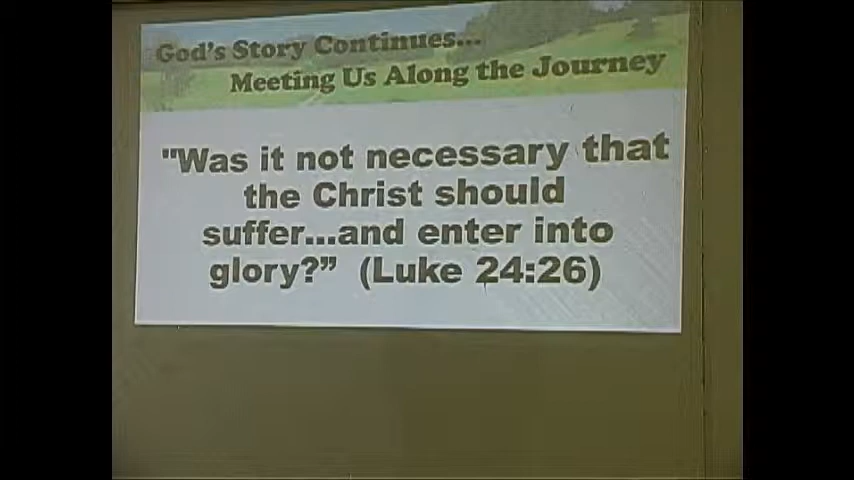 God's Story Continues...
Meeting Us Along the Journey
"Was it not necessary that
the Christ should
suffer...and enter into
glory?” (Luke 24:26)